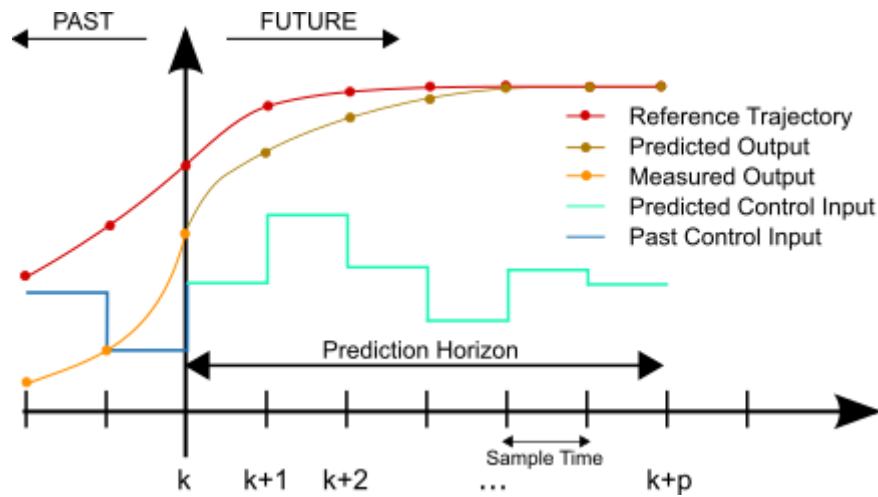 PAST
FUTURE
Reference Trajectory
Predicted Output
Measured Output
Predicted Control Input
Past Control Input
Prediction Horizon
Sample Time
k
k+1
k+2
...
k+p